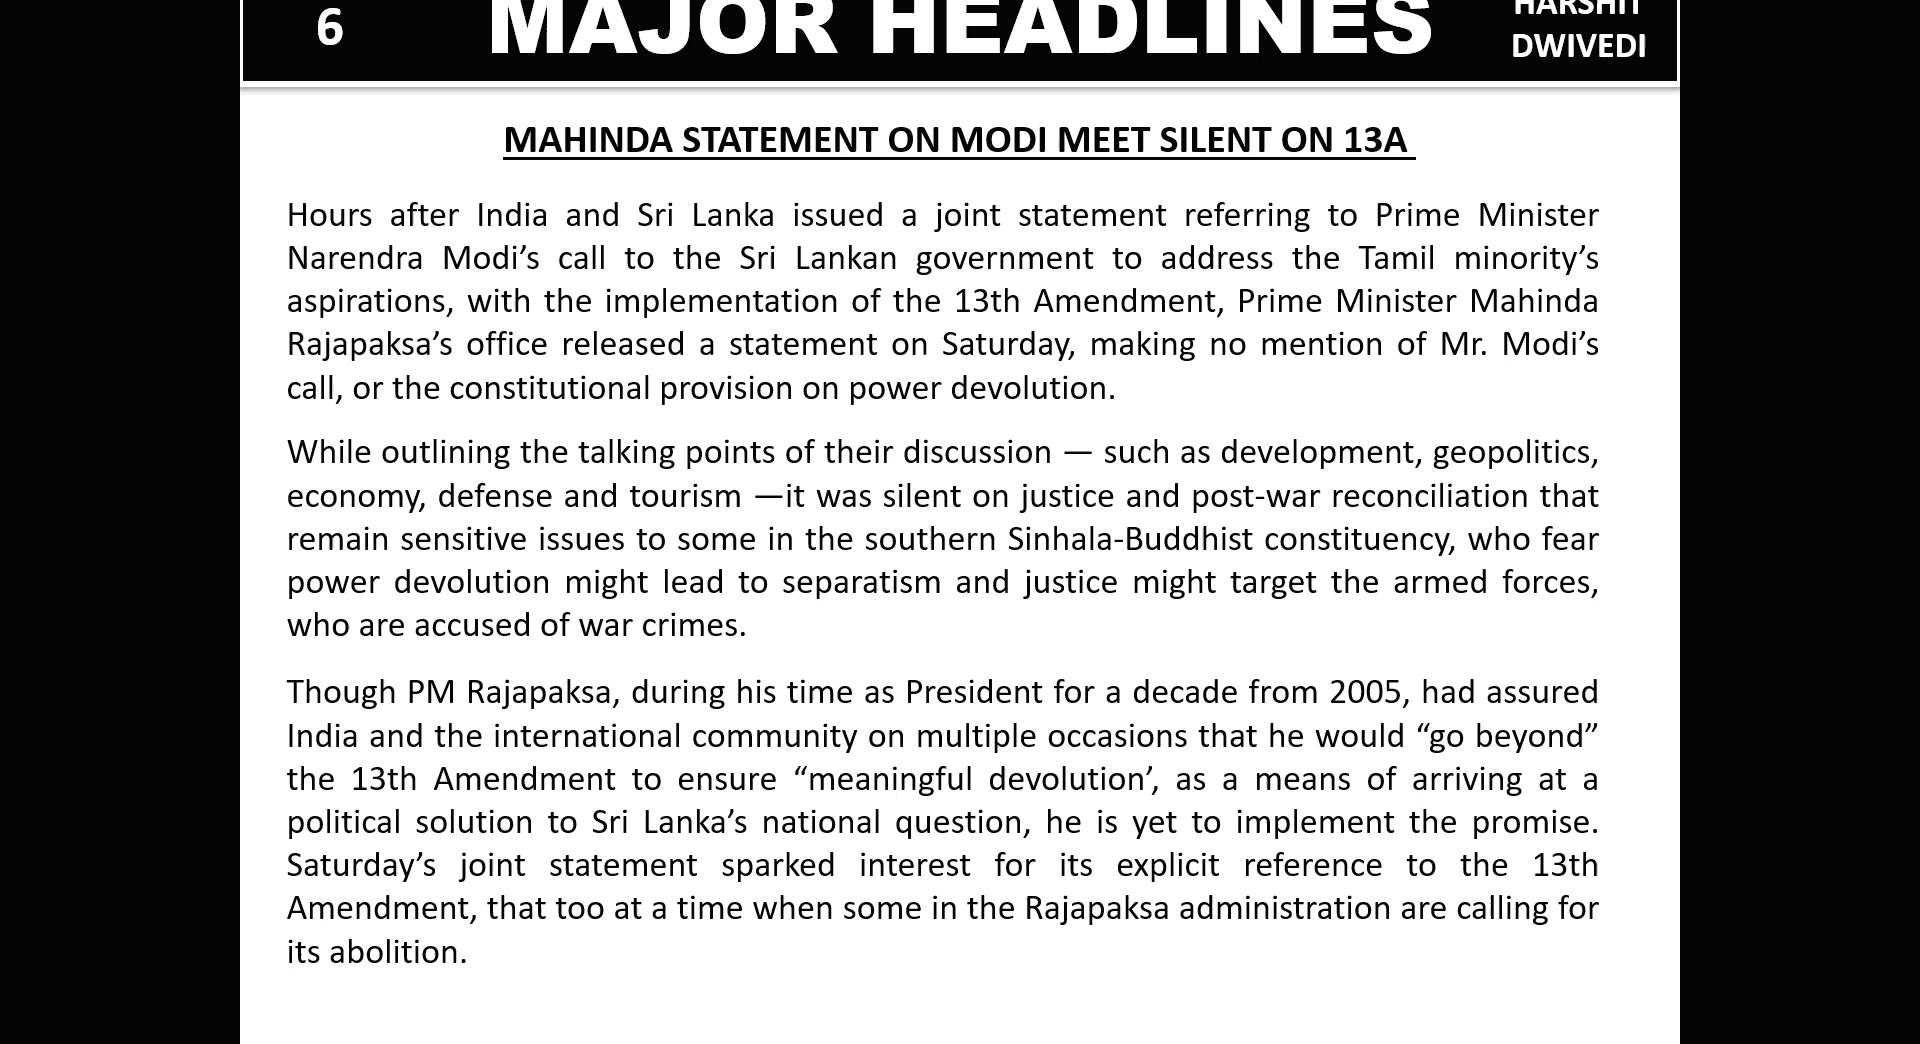 6
MAJOR HEADLINES
HARSHIT
DWIVEDI
MAHINDA STATEMENT ON MODI MEET SILENT ON 13A
Hours after India and Sri Lanka issued a joint statement referring to Prime Minister
Narendra Modi’s call to the Sri Lankan government to address the Tamil minority’s
aspirations, with the implementation of the 13th Amendment, Prime Minister Mahinda
Rajapaksa’s office released a statement on Saturday, making no mention of Mr. Modi’s
call, or the constitutional provision on power devolution.
While outlining the talking points of their discussion — such as development, geopolitics,
economy, defense and tourism —it was silent on justice and post-war reconciliation that
remain sensitive issues to some in the southern Sinhala-Buddhist constituency, who fear
power devolution might lead to separatism and justice might target the armed forces,
who are accused of war crimes.
Though PM Rajapaksa, during his time as President for a decade from 2005, had assured
India and the international community on multiple occasions that he would “go beyond”
the 13th Amendment to ensure “meaningful devolution’, as a means of arriving at a
political solution to Sri Lanka’s national question, he is yet to implement the promise.
Saturday’s joint statement sparked interest for its explicit reference to the 13th
Amendment, that too at a time when some in the Rajapaksa administration are calling for
its abolition.